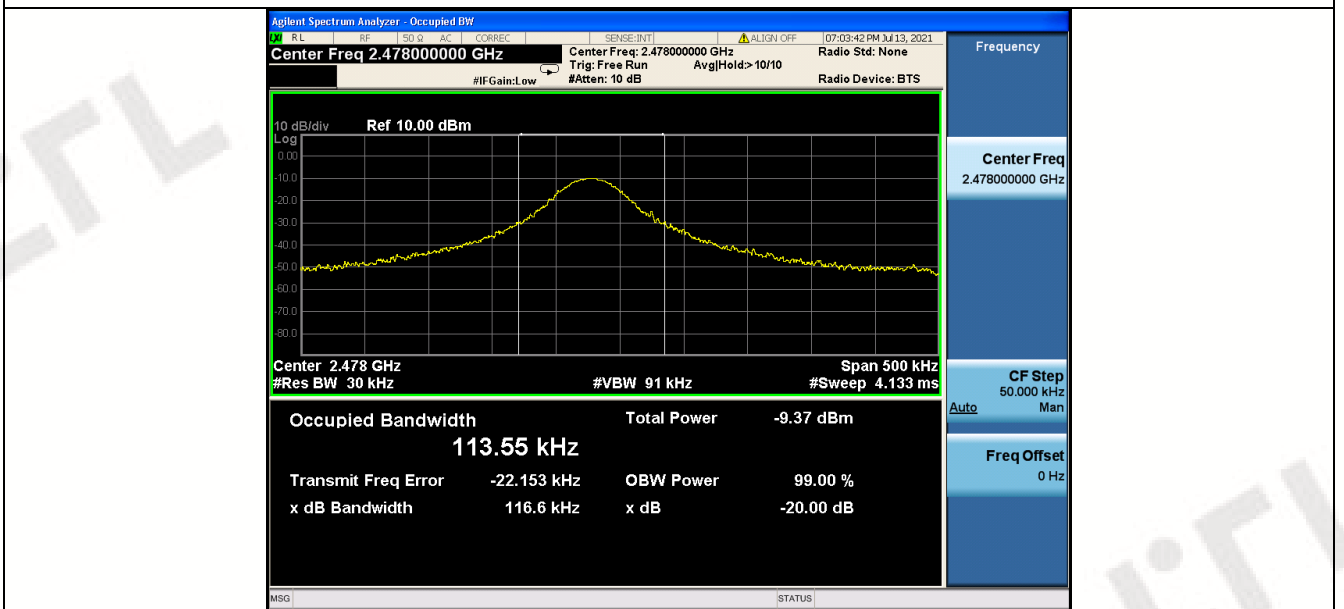 Agilent Spectrum Analyzer - Occupied BW
LXI RL RF 50 Ω AC CORREC SENSE:INT ALIGN OFF 07:03:42 PM Jul 13, 2021
Center Freq 2.478000000 GHz
Center Freq: 2.478000000 GHz
Radio Std: None
Trig: Free Run Avg|Hold:>10/10
#IFGain:Low
#Atten: 10 dB
Radio Device: BTS
Frequency
10 dB/div Ref 10.00 dBm
Log
0.00
-10.0
-20.0
-30.0
-40.0
-50.0
-60.0
-70.0
-80.0
Center 2.478 GHz
Span 500 kHz
#Res BW 30 kHz
#VBW 91 kHz
#Sweep 4.133 ms
Center Freq
2.478000000 GHz
CF Step
50.000 kHz
Auto Man
Freq Offset
0 Hz
Occupied Bandwidth
113.55 kHz
Total Power -9.37 dBm
Transmit Freq Error -22.153 kHz
OBW Power 99.00 %
x dB Bandwidth 116.6 kHz
x dB -20.00 dB
MSG
STATUS